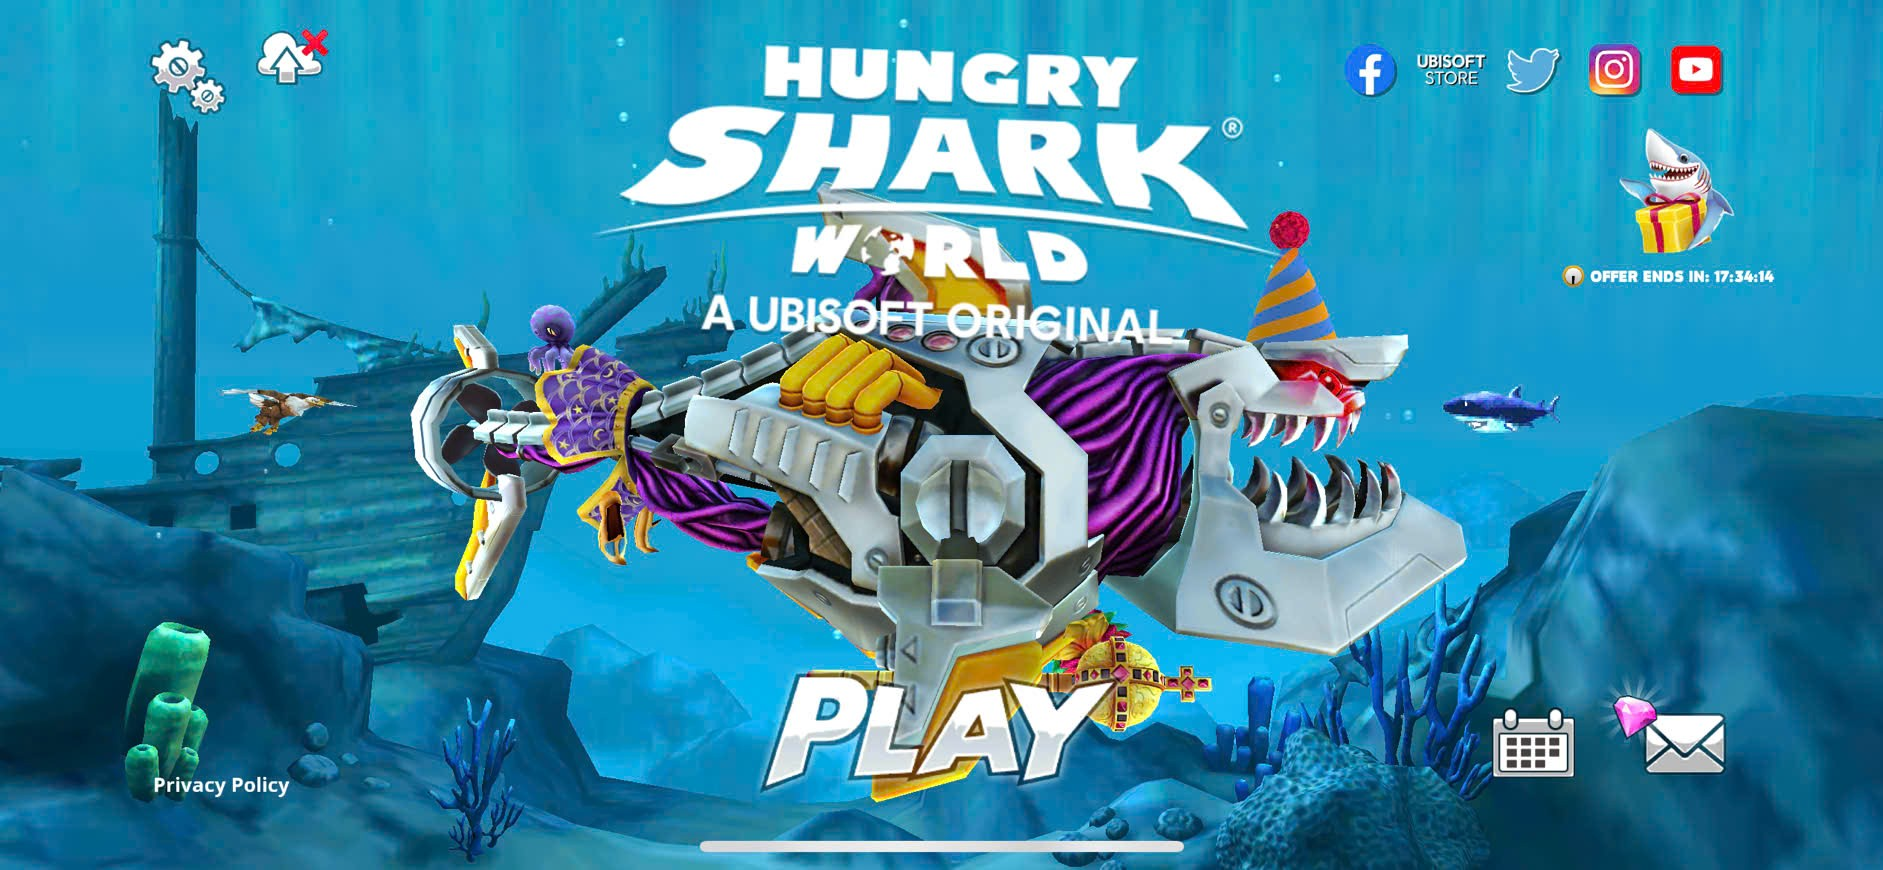 HUNGRY
SHARK®
WORLD
A UBISOFT ORIGINAL
UBISOFT
STORE
OFFER ENDS IN: 17:34:14
PLAY
Privacy Policy